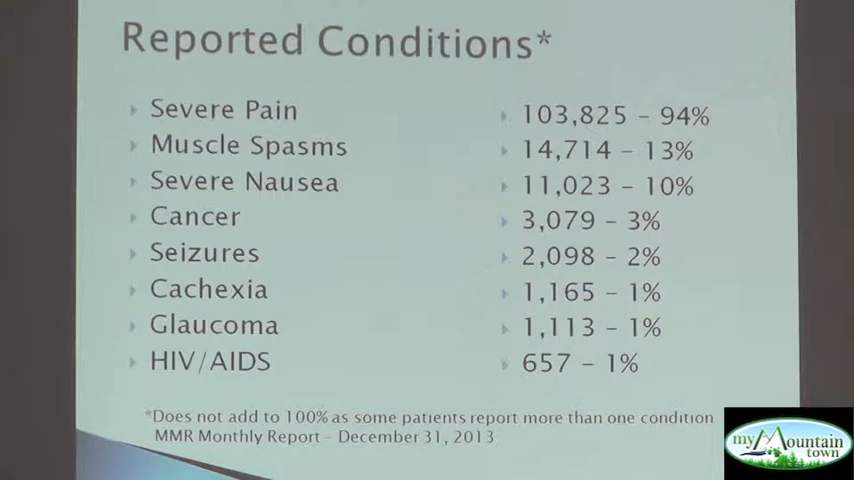 Reported Conditions*
Severe Pain 103,825 – 94%
Muscle Spasms 14,714 – 13%
Severe Nausea 11,023 – 10%
Cancer 3,079 – 3%
Seizures 2,098 – 2%
Cachexia 1,165 – 1%
Glaucoma 1,113 – 1%
HIV/AIDS 657 – 1%
*Does not add to 100% as some patients report more than one condition
MMR Monthly Report – December 31, 2013
my Mountain
town